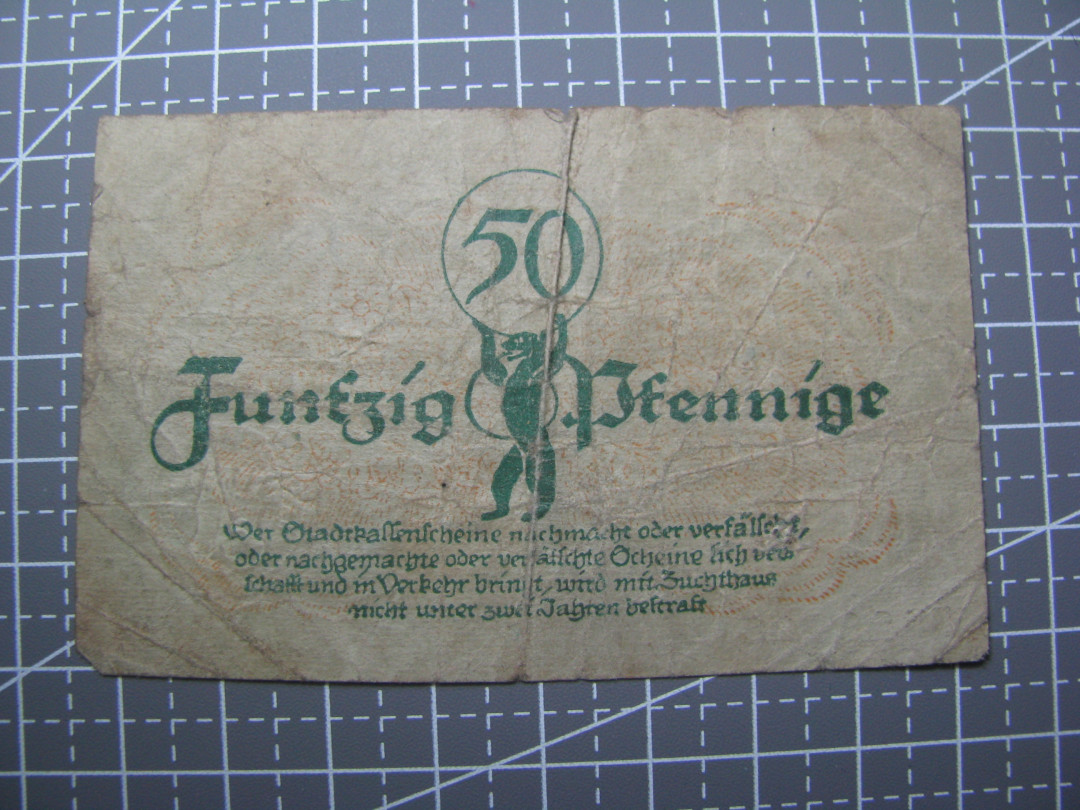 50
Funfzig Pfennige
Wer Stadtkassenscheine nachmacht oder verfälscht,
oder nachgemachte oder verfälschte Scheine sich ver=
schafft und in Verkehr bringt, wird mit Zuchthaus
nicht unter zwei Jahren bestraft